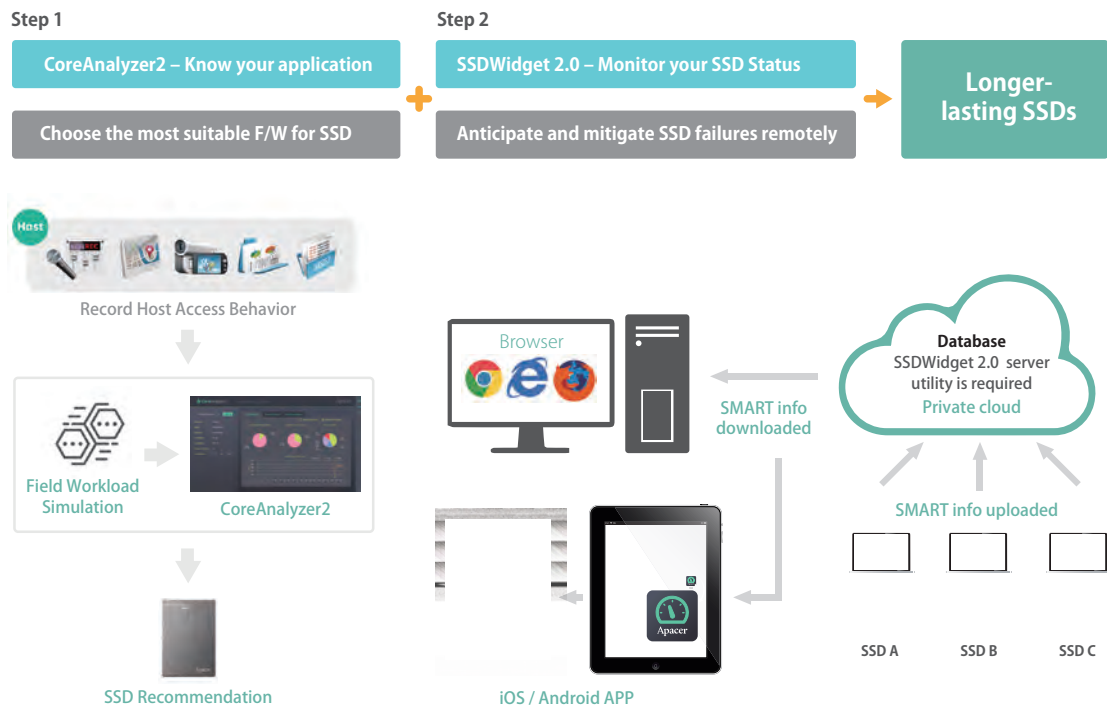 Step 1
CoreAnalyzer2 – Know your application
Choose the most suitable F/W for SSD
Step 2
SSDWidget 2.0 – Monitor your SSD Status
Anticipate and mitigate SSD failures remotely
Longer-
lasting SSDs
Host
Record Host Access Behavior
Field Workload
Simulation
CoreAnalyzer2
SSD Recommendation
Browser
SMART info
downloaded
Database
SSDWidget 2.0 server
utility is required
Private cloud
SMART info uploaded
SSD A
SSD B
SSD C
Apacer
iOS / Android APP